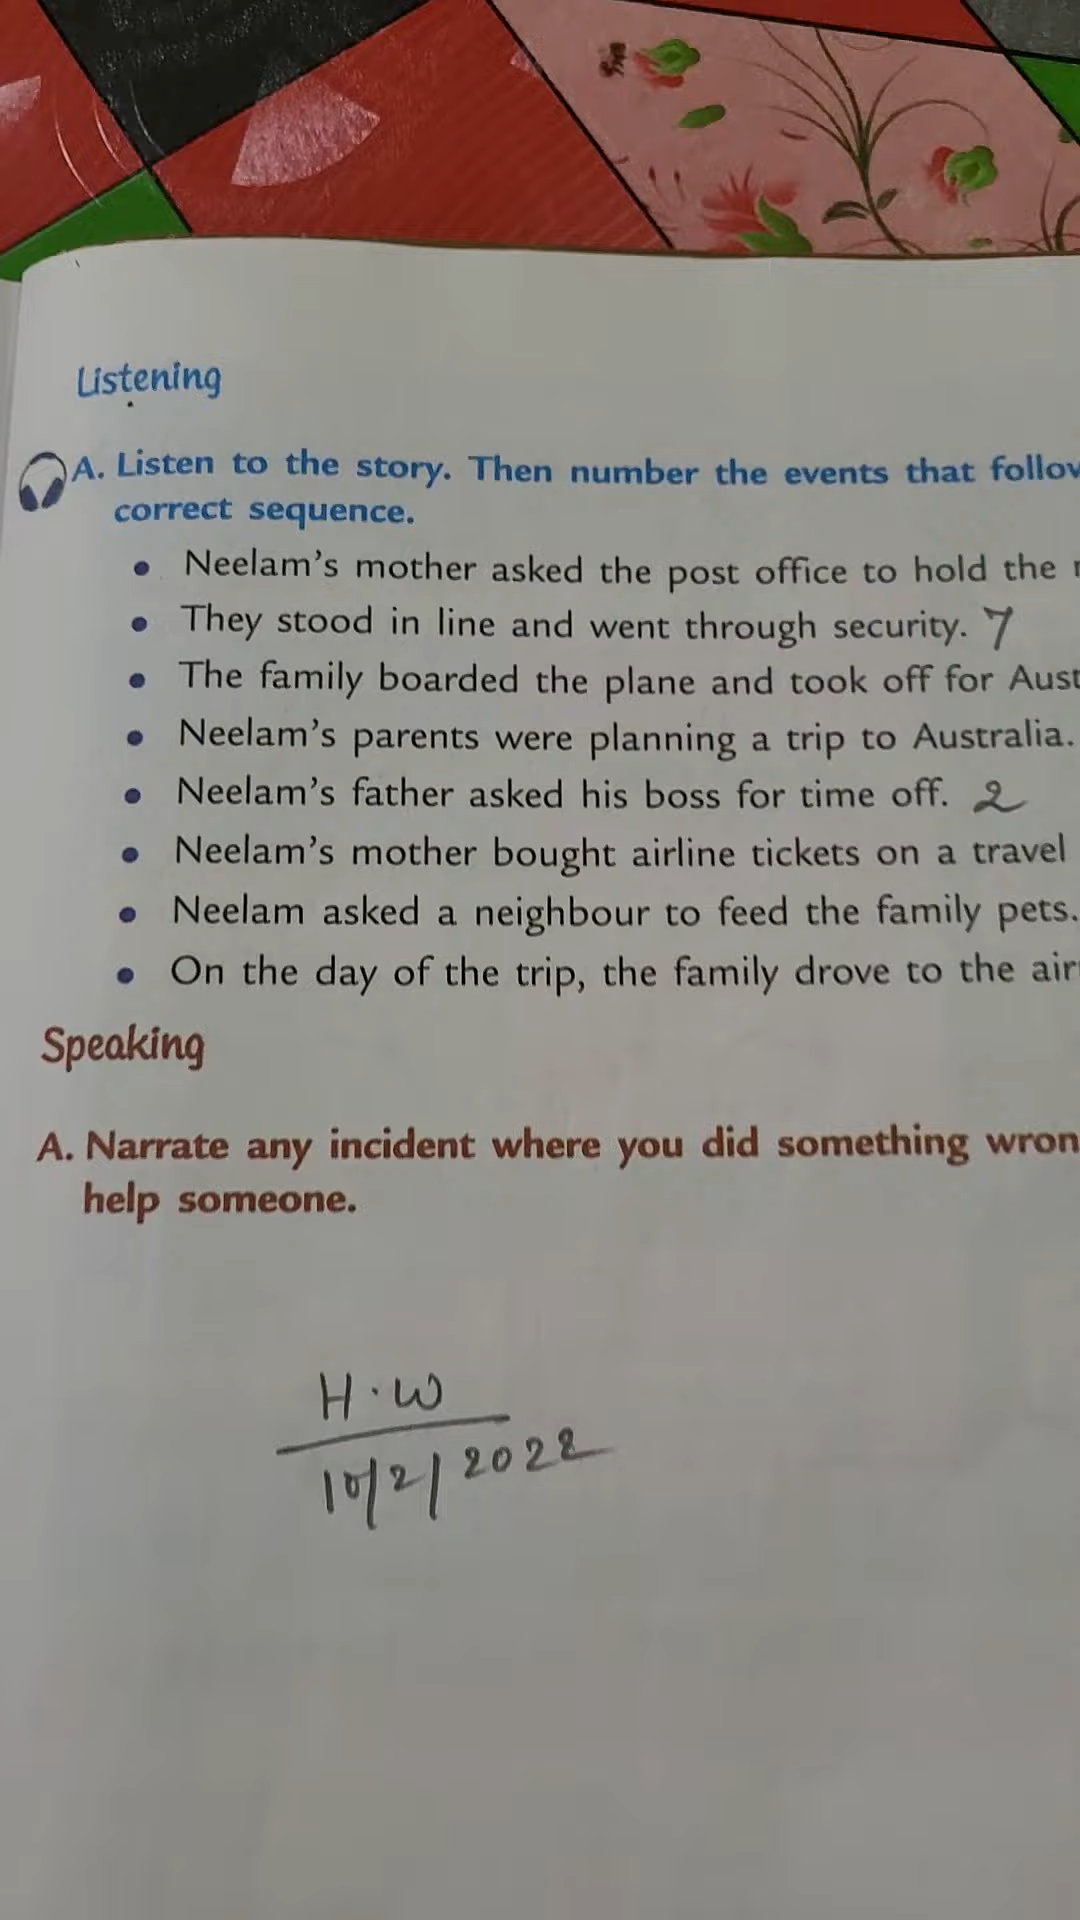 Listening
A. Listen to the story. Then number the events that
correct sequence.
• Neelam's mother asked the post office to hold the
• They stood in line and went through security. 7
• The family boarded the plane and took off for
• Neelam's parents were planning a trip to Australia.
• Neelam's father asked his boss for time off. 2
• Neelam's mother bought airline tickets on a travel
• Neelam asked a neighbour to feed the family pets.
• On the day of the trip, the family drove to the
Speaking
A. Narrate any incident where you did something
help someone.
H.W
10/2/2022